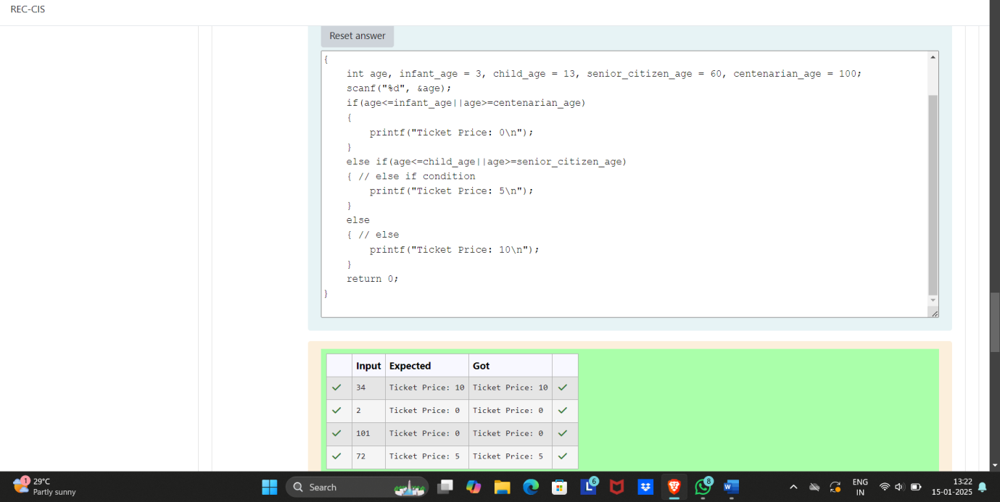 REC-CIS
Reset answer
{
    int age, infant_age = 3, child_age = 13, senior_citizen_age = 60, centenarian_age = 100;
    scanf("%d", &age);
    if(age<=infant_age||age>=centenarian_age)
    {
        printf("Ticket Price: 0\n");
    }
    else if(age<=child_age||age>=senior_citizen_age)
    { // else if condition
        printf("Ticket Price: 5\n");
    }
    else
    { // else
        printf("Ticket Price: 10\n");
    }
    return 0;
}
Input Expected Got
34 Ticket Price: 10 Ticket Price: 10
2 Ticket Price: 0 Ticket Price: 0
101 Ticket Price: 0 Ticket Price: 0
72 Ticket Price: 5 Ticket Price: 5
1 29°C
Partly sunny
Search
L 6
8
W
ENG
IN
13:22
15-01-2025